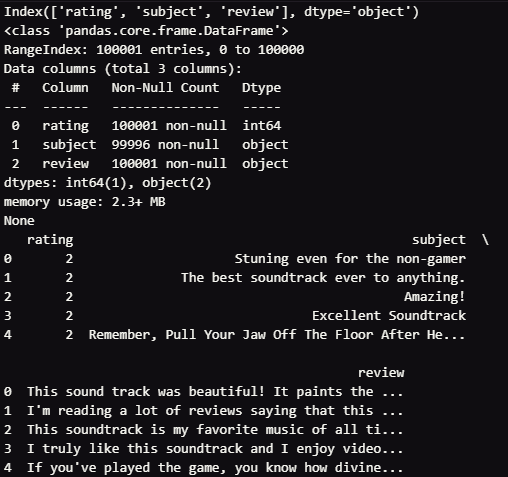 Index(['rating', 'subject', 'review'], dtype='object')
<class 'pandas.core.frame.DataFrame'>
RangeIndex: 100001 entries, 0 to 100000
Data columns (total 3 columns):
 #   Column   Non-Null Count   Dtype
---  ------   --------------   -----
 0   rating   100001 non-null  int64
 1   subject  99996 non-null   object
 2   review   100001 non-null  object
dtypes: int64(1), object(2)
memory usage: 2.3+ MB
None
   rating                                            subject  \
0       2                     Stuning even for the non-gamer
1       2              The best soundtrack ever to anything.
2       2                                           Amazing!
3       2                               Excellent Soundtrack
4       2  Remember, Pull Your Jaw Off The Floor After He...
                                              review
0  This sound track was beautiful! It paints the ...
1  I'm reading a lot of reviews saying that this ...
2  This soundtrack is my favorite music of all ti...
3  I truly like this soundtrack and I enjoy video...
4  If you've played the game, you know how divine...